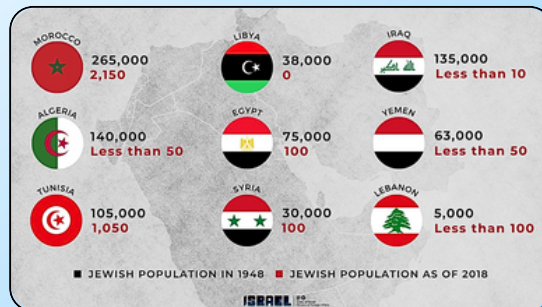 MOROCCO
265,000
2,150
LIBYA
38,000
0
IRAQ
135,000
Less than 10
ALGERIA
140,000
Less than 50
EGYPT
75,000
100
YEMEN
63,000
Less than 50
TUNISIA
105,000
1,050
SYRIA
30,000
100
LEBANON
5,000
Less than 100
JEWISH POPULATION IN 1948 JEWISH POPULATION AS OF 2018
ISRAEL